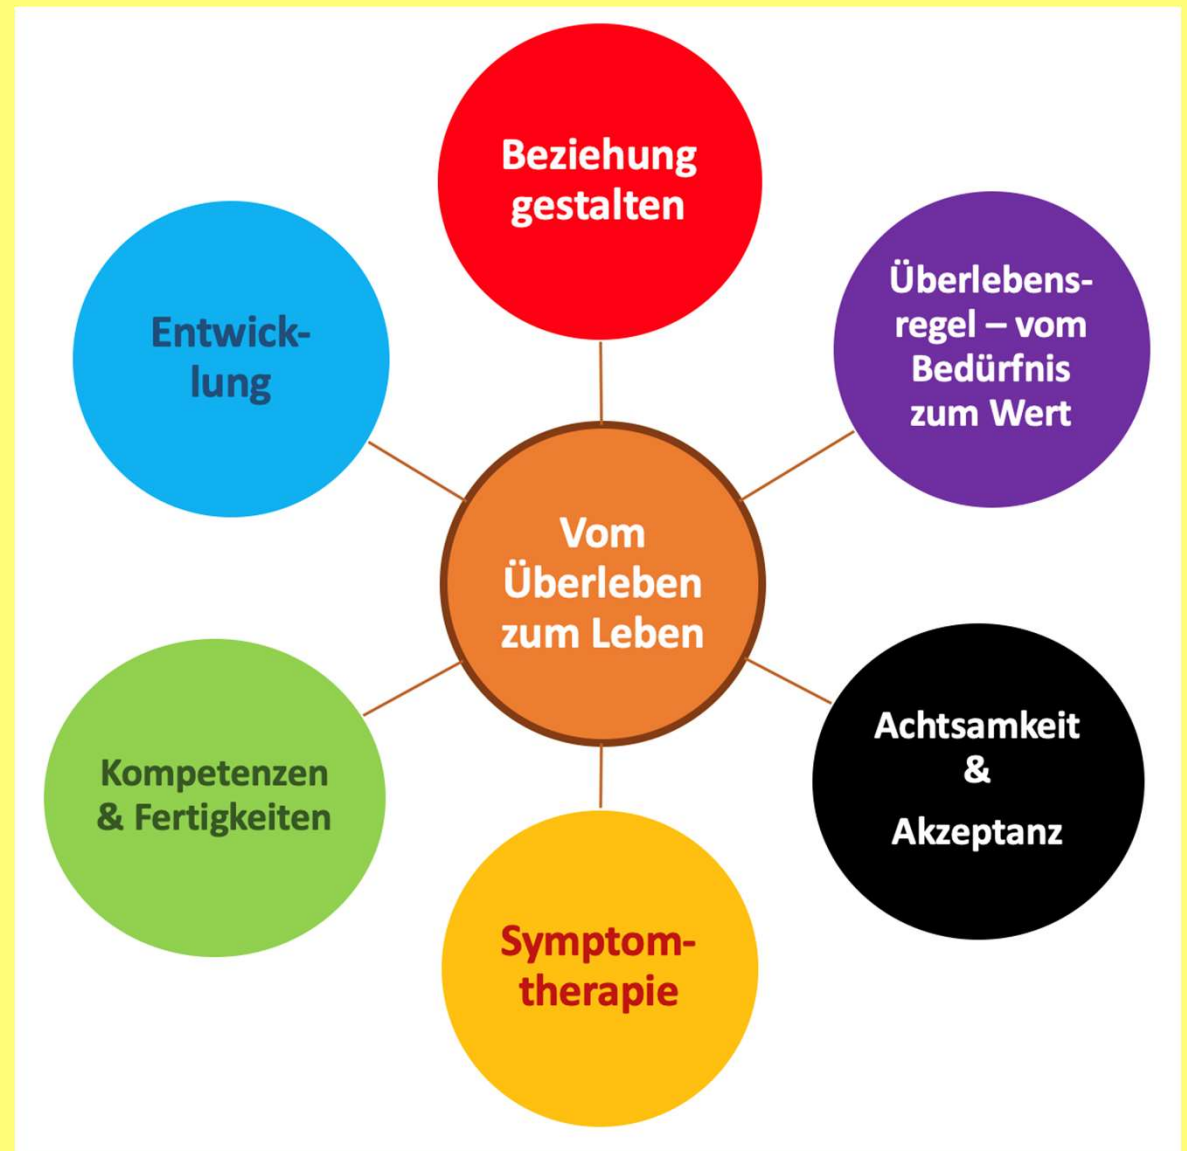 Beziehung
gestalten
Überlebens-
regel – vom
Bedürfnis
zum Wert
Achtsamkeit
&
Akzeptanz
Symptom-
therapie
Kompetenzen
& Fertigkeiten
Entwick-
lung
Vom
Überleben
zum Leben